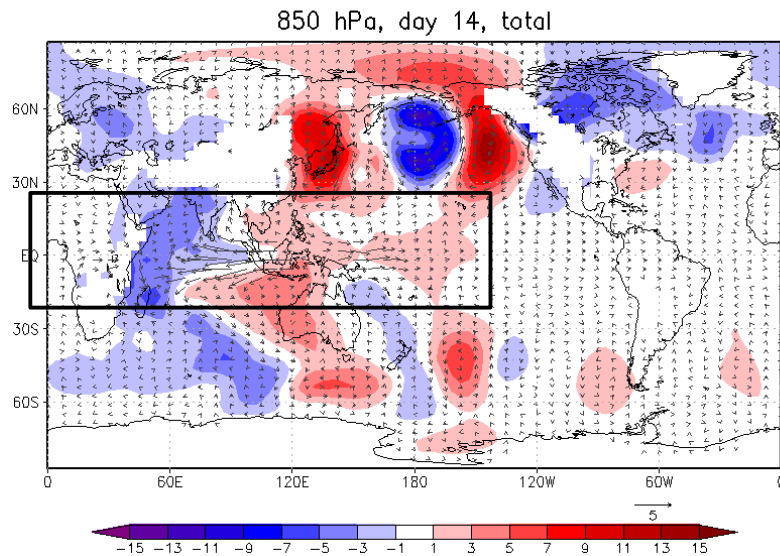 850 hPa, day 14, total
60N
30N
EQ
30S
60S
0 60E 120E 180 120W 60W 0
5
-15 -13 -11 -9 -7 -5 -3 -1 1 3 5 7 9 11 13 15